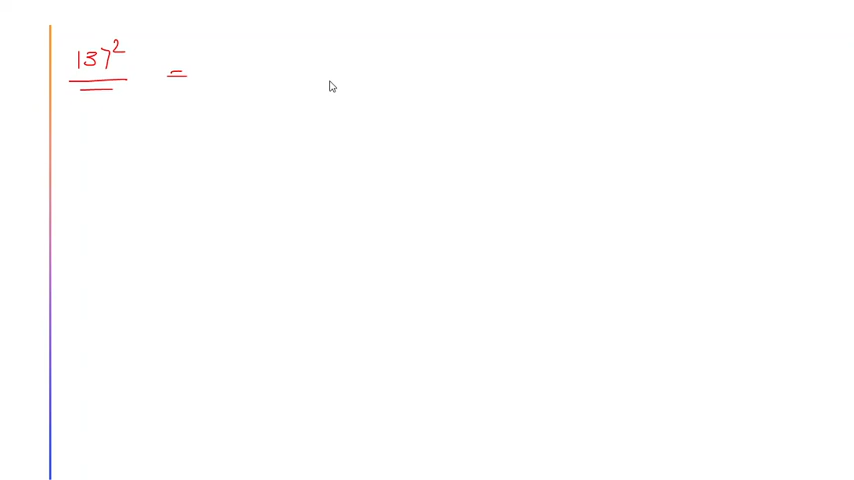 137² =